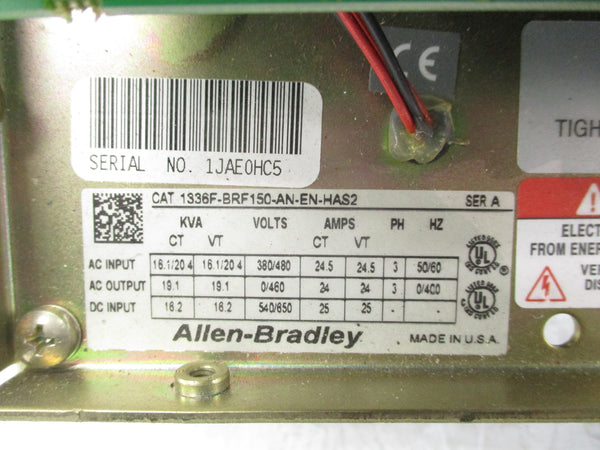 CE
SERIAL NO. 1JAE0HC5
TIGH
CAT 1336F-BRF150-AN-EN-HAS2 SER A
KVA VOLTS AMPS PH HZ
CT VT CT VT
AC INPUT 16.1/20.4 16.1/20.4 380/480 24.5 24.5 3 50/60
AC OUTPUT 19.1 19.1 0/460 24 24 3 0/400
DC INPUT 16.2 16.2 540/650 25 25 - -
Allen-Bradley MADE IN U.S.A.
UL
®
UL
ELECT
FROM ENER
VE
DIS